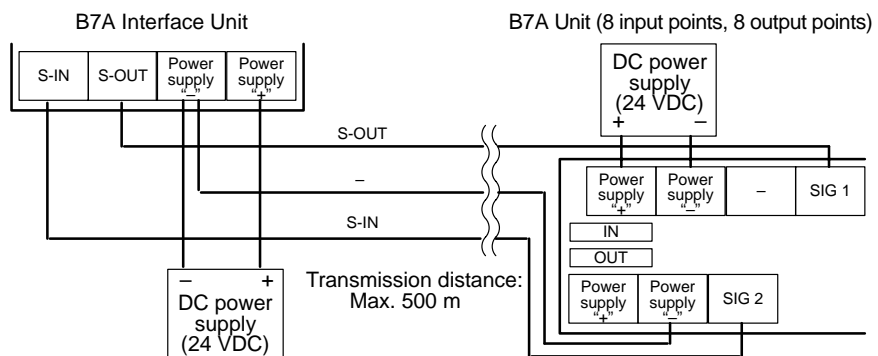 B7A Interface Unit
B7A Unit (8 input points, 8 output points)
S-IN
S-OUT
Power
supply
“–”
Power
supply
“+”
DC power
supply
(24 VDC)
+ –
S-OUT
–
S-IN
Power
supply
“+”
Power
supply
“–”
–
SIG 1
IN
OUT
Power
supply
“+”
Power
supply
“–”
SIG 2
– +
DC power
supply
(24 VDC)
Transmission distance:
Max. 500 m